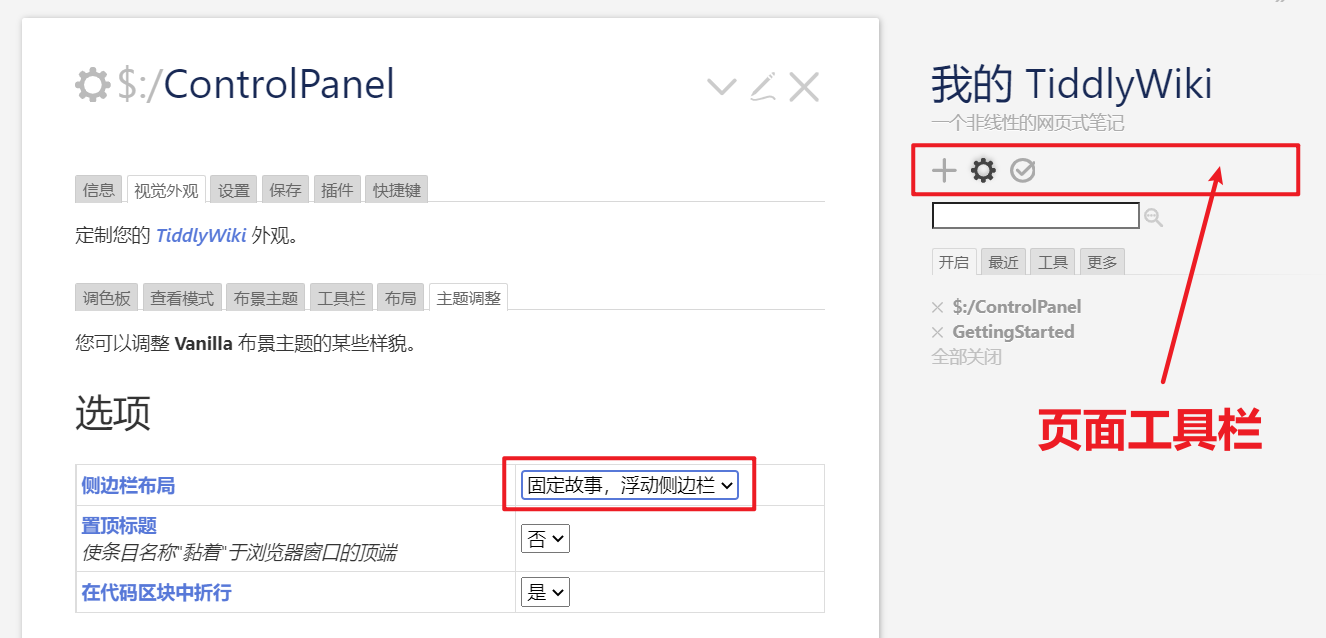 $:/ControlPanel
信息 视觉外观 设置 保存 插件 快捷键
定制您的 TiddlyWiki 外观。
调色板 查看模式 布景主题 工具栏 布局 主题调整
您可以调整 Vanilla 布景主题的某些样貌。
选项
侧边栏布局 固定故事，浮动侧边栏
置顶标题 否
使条目名称"黏着"于浏览器窗口的顶端
在代码区块中折行 是
我的 TiddlyWiki
一个非线性的网页式笔记
开启 最近 工具 更多
× $:/ControlPanel
× GettingStarted
全部关闭
页面工具栏